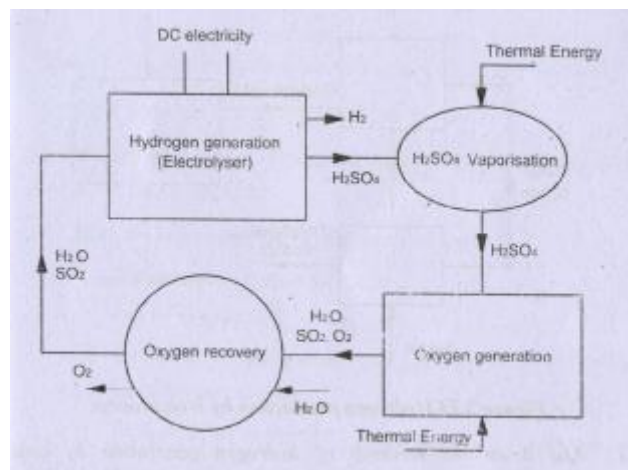 DC electricity
Thermal Energy
H₂
Hydrogen generation
(Electrolyser)
H₂SO₄
H₂SO₄ Vaporisation
H₂SO₄
H₂O
SO₂
H₂O
SO₂ O₂
Oxygen recovery
Oxygen generation
O₂
H₂O
Thermal Energy